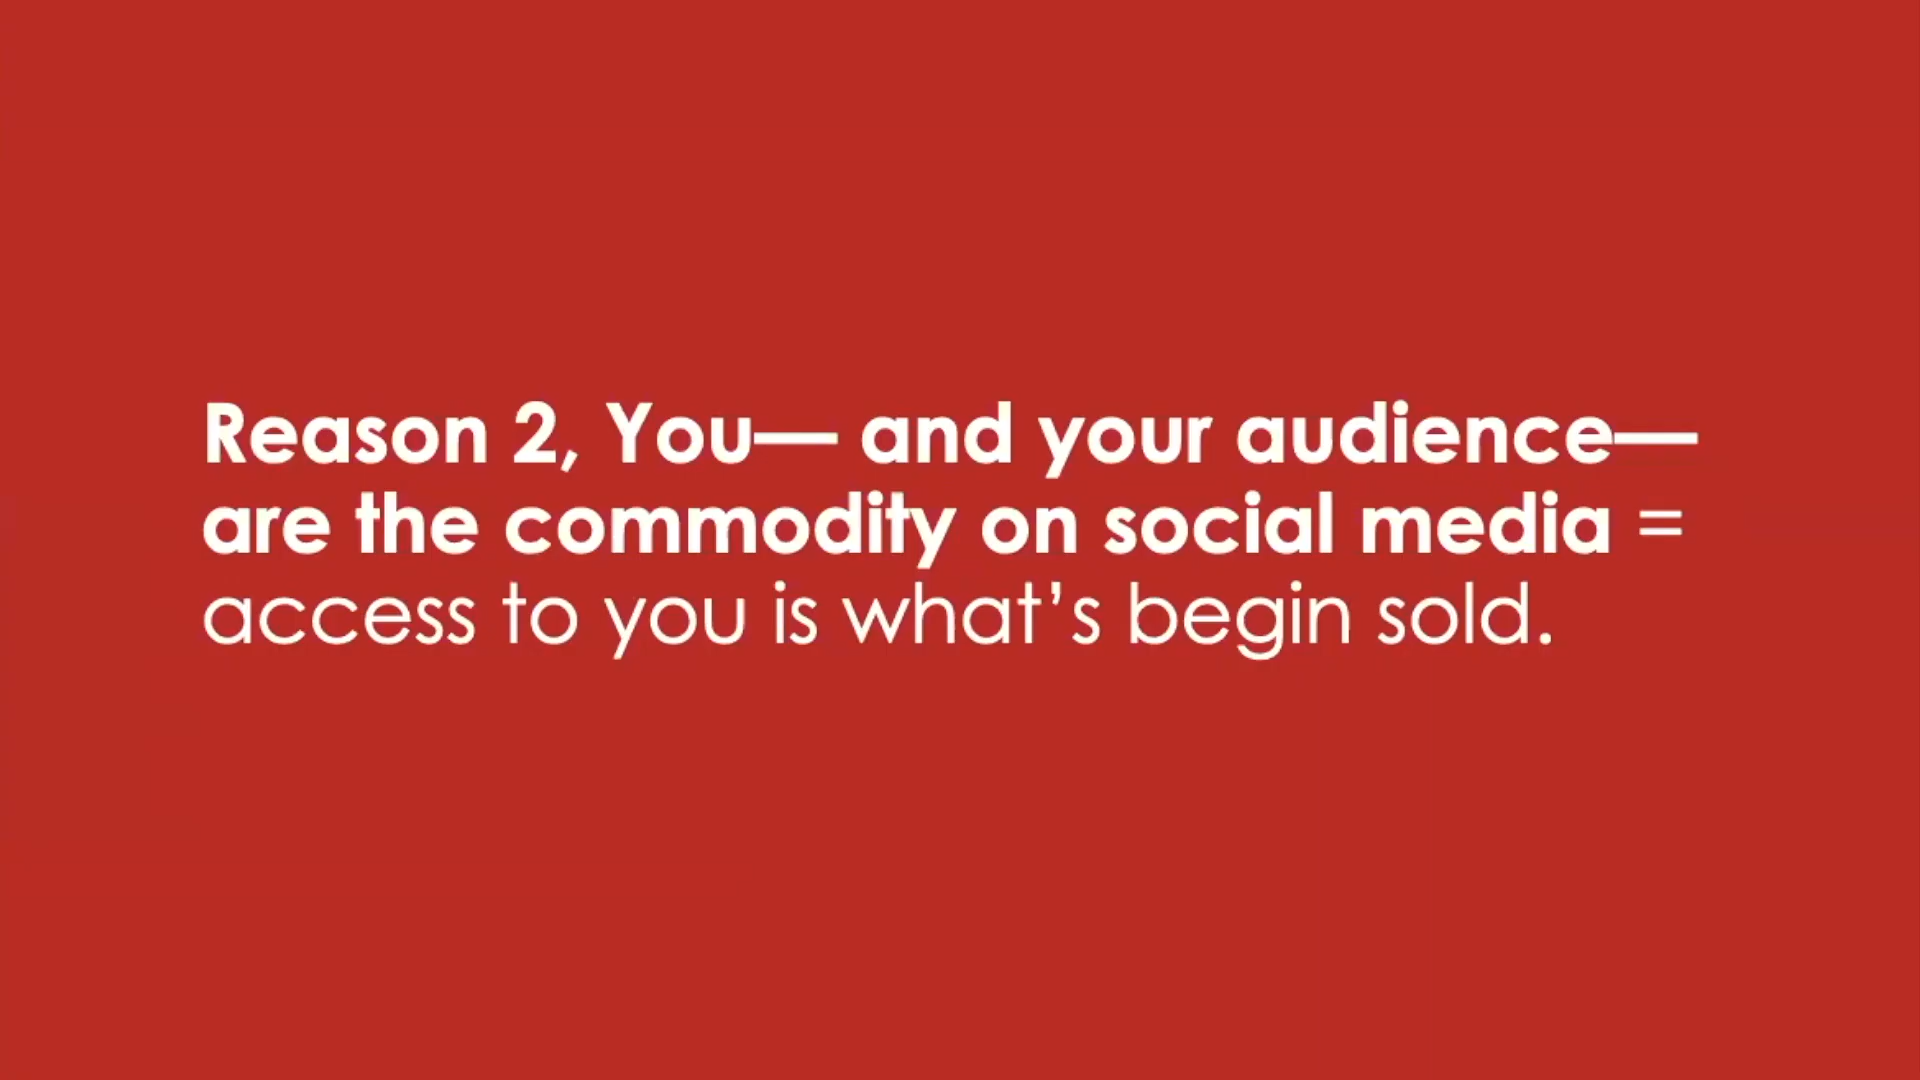 Reason 2, You— and your audience—
are the commodity on social media =
access to you is what’s begin sold.